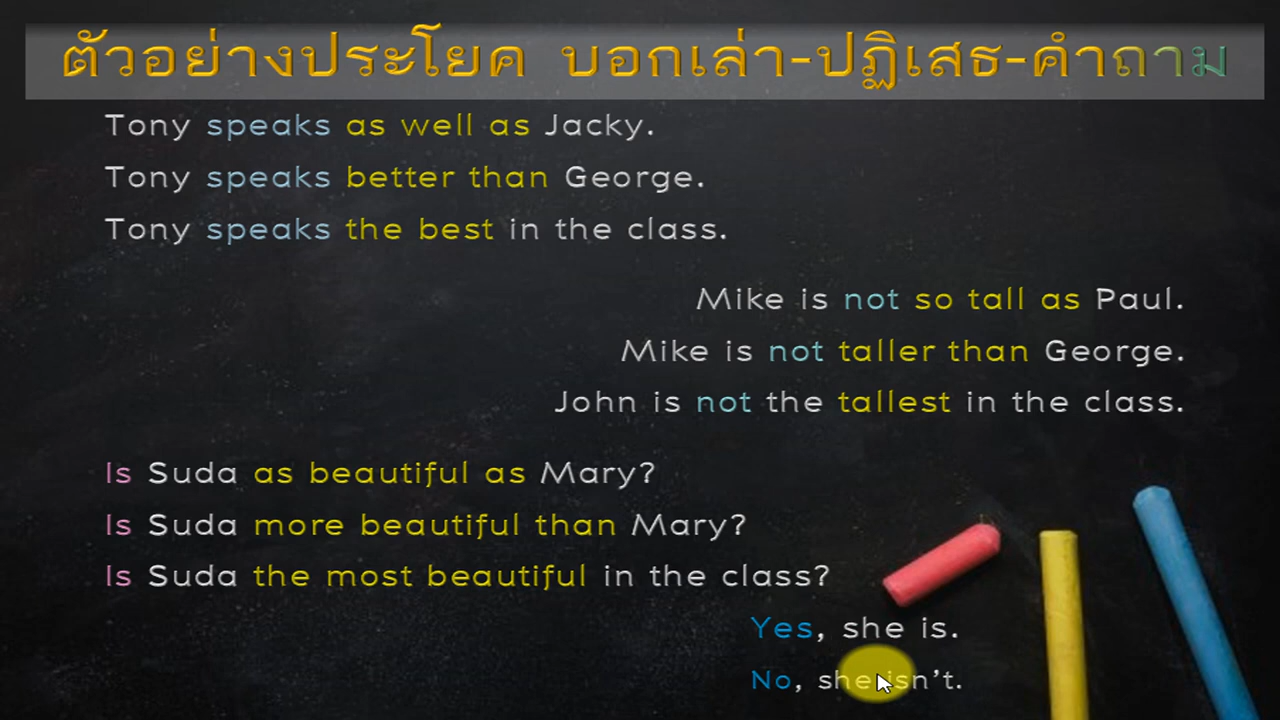 ตัวอย่างประโยค บอกเล่า-ปฏิเสธ-คำถาม
Tony speaks as well as Jacky.
Tony speaks better than George.
Tony speaks the best in the class.
Mike is not so tall as Paul.
Mike is not taller than George.
John is not the tallest in the class.
Is Suda as beautiful as Mary?
Is Suda more beautiful than Mary?
Is Suda the most beautiful in the class?
Yes, she is.
No, she isn't.